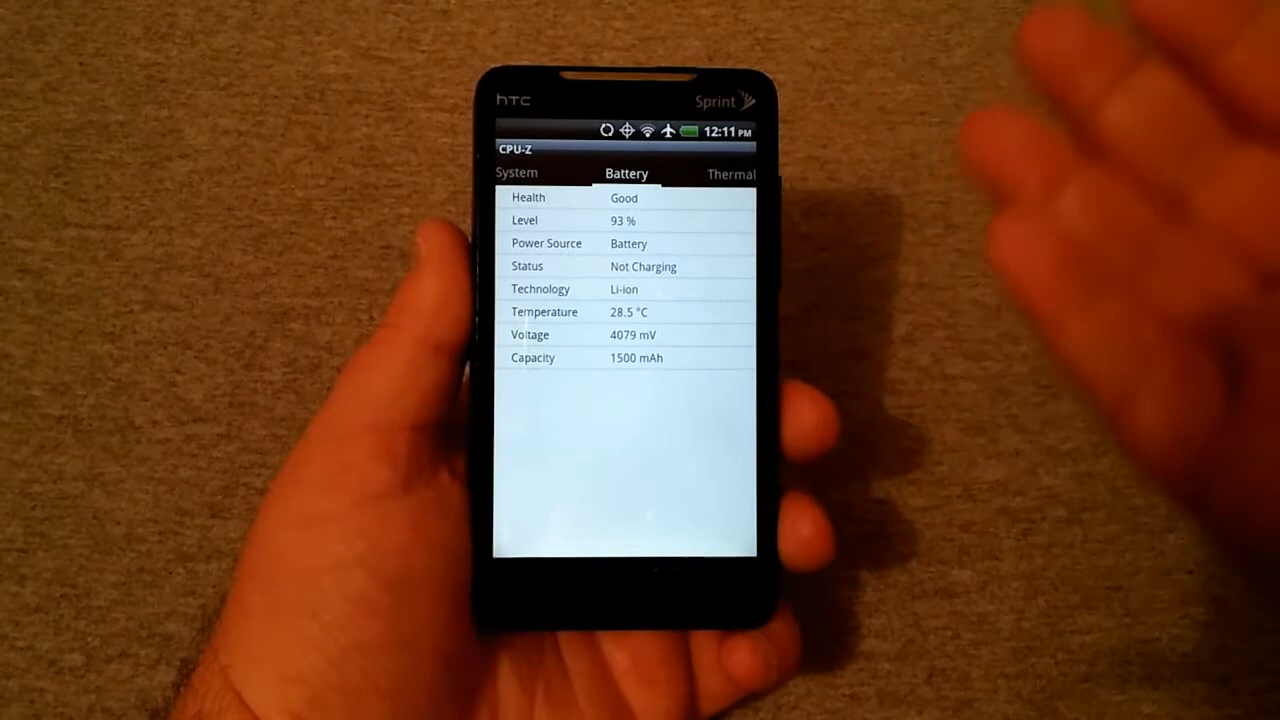 hTC Sprint
12:11 PM
CPU-Z
System Battery Thermal
Health Good
Level 93 %
Power Source Battery
Status Not Charging
Technology Li-ion
Temperature 28.5 °C
Voltage 4079 mV
Capacity 1500 mAh